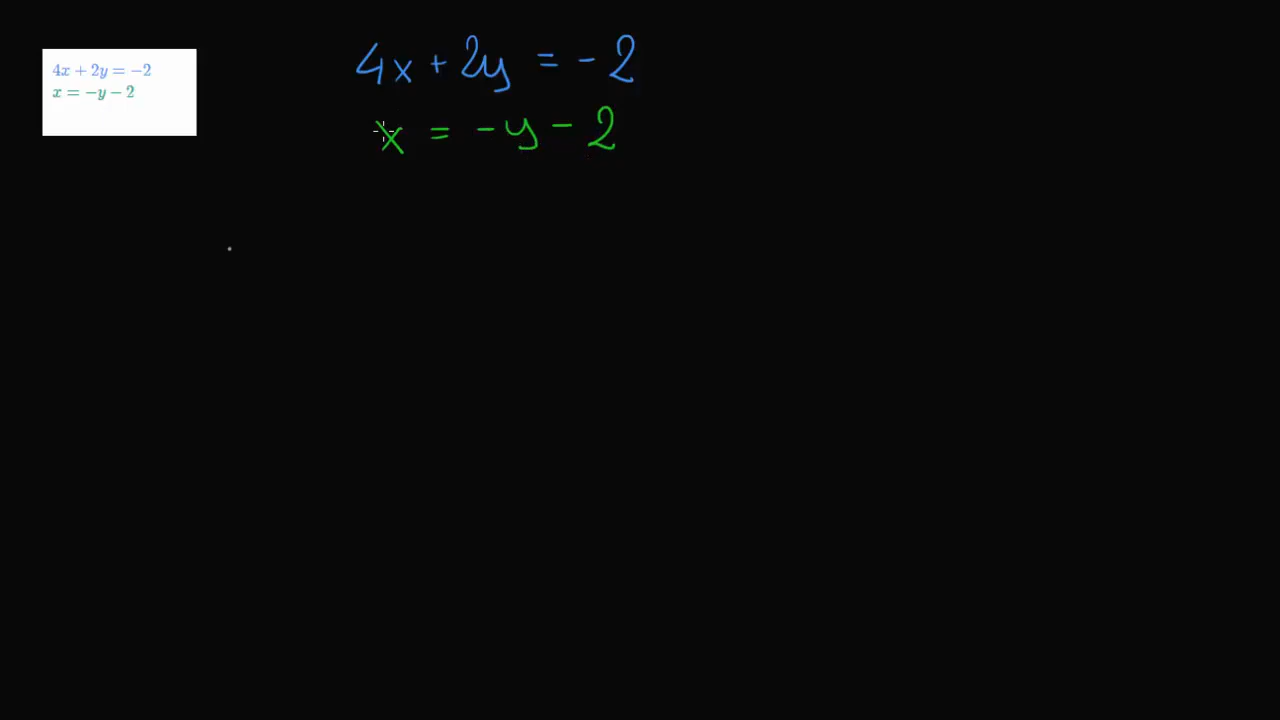 4x + 2y = -2
x = -y - 2
4x + 2y = -2
x = -y - 2